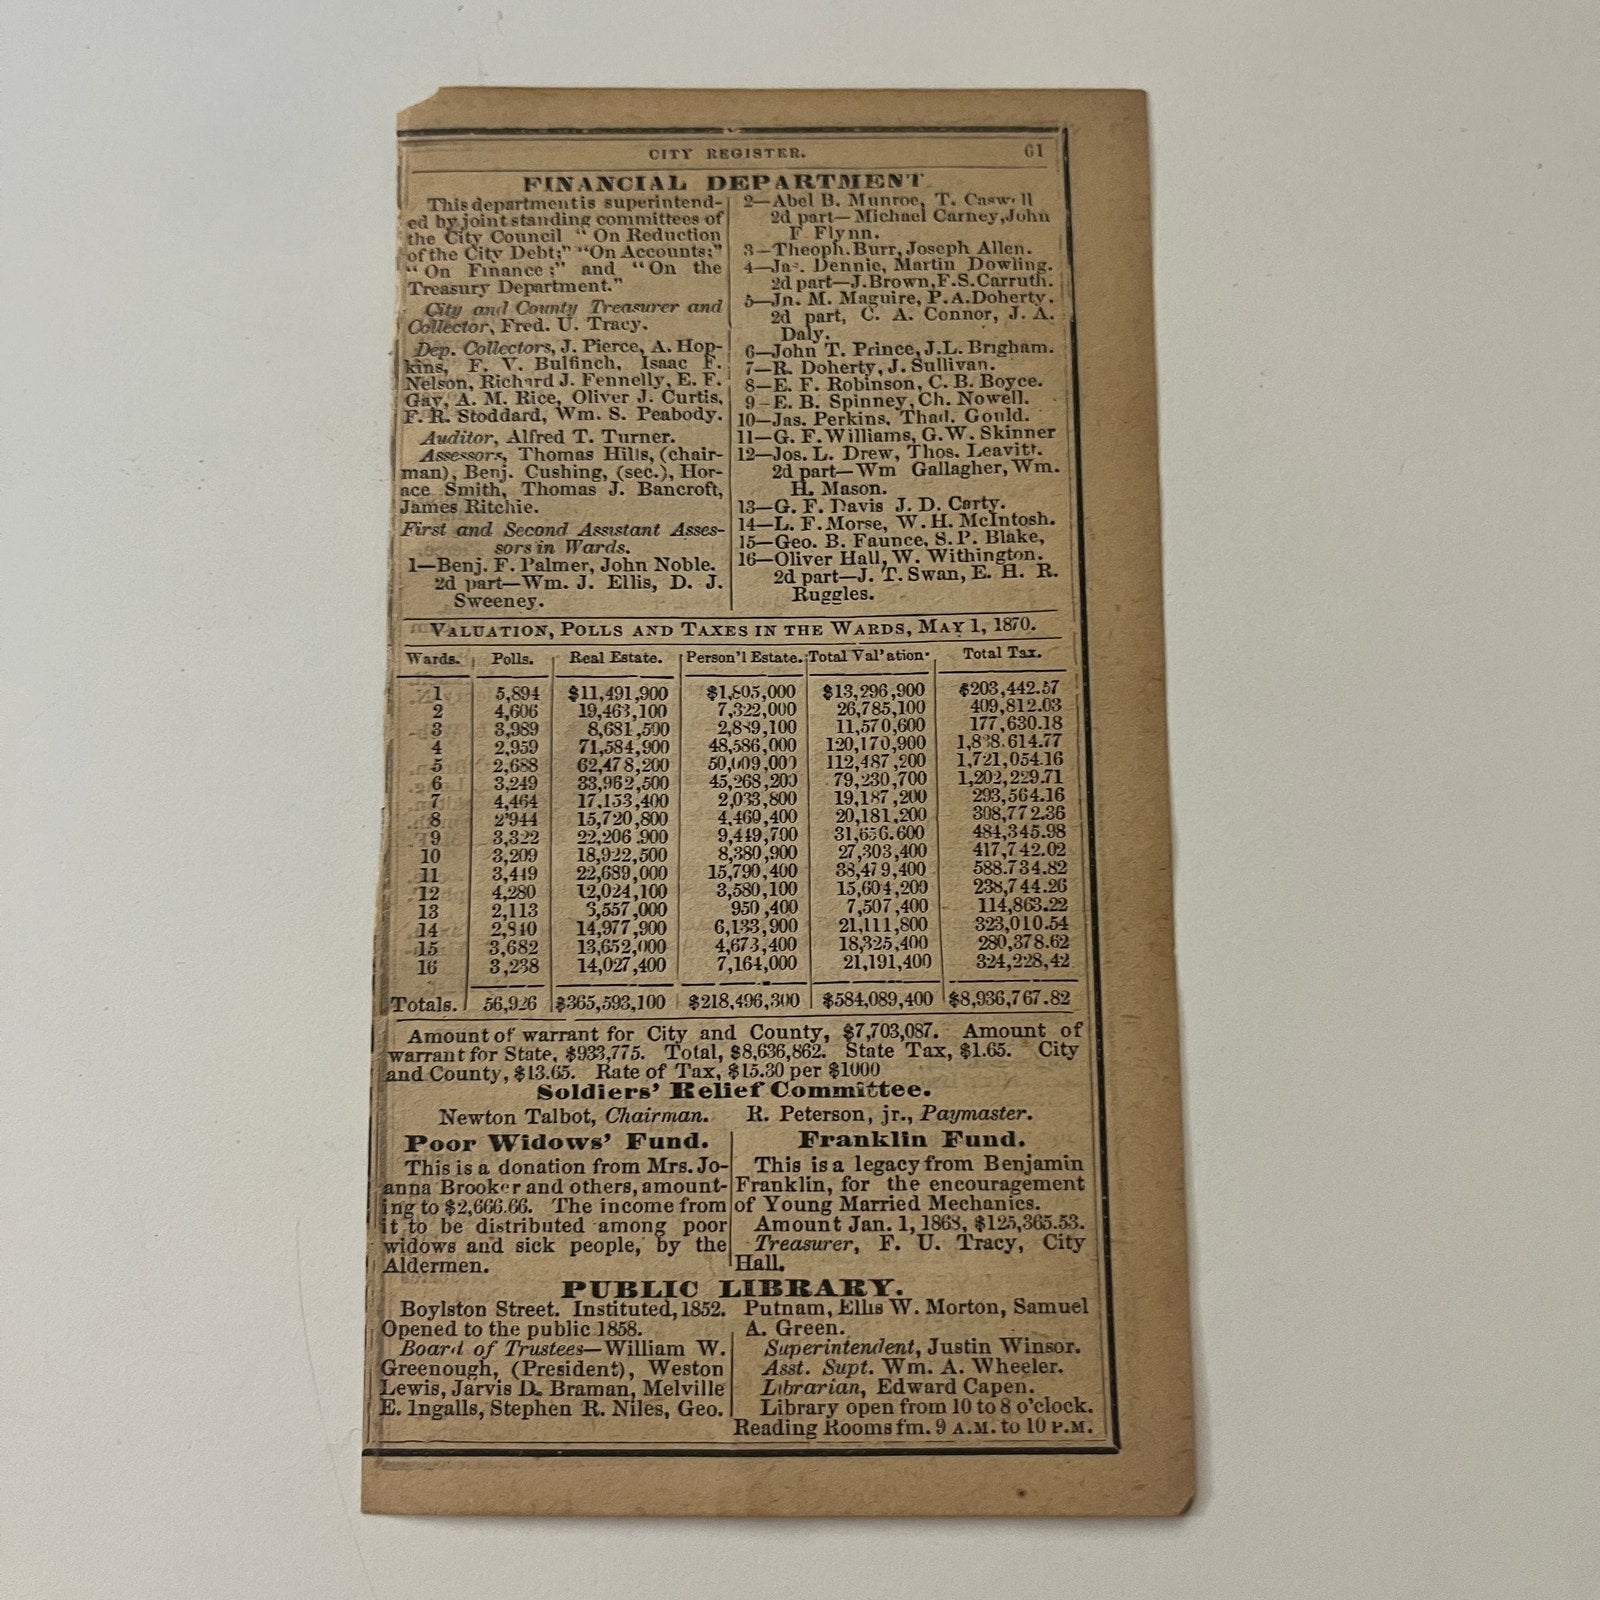 CITY REGISTER. 61
FINANCIAL DEPARTMENT
This department is superintend-
ed by joint standing committees of
the City Council "On Reduction
of the City Debt;" "On Accounts;"
"On Finance;" and "On the
Treasury Department."
City and County Treasurer and
Collector, Fred. U. Tracy.
Dep. Collectors, J. Pierce, A. Hop-
kins, F. V. Bulfinch, Isaac F.
Nelson, Richard J. Fennelly, E. F.
Gay, A. M. Rice, Oliver J. Curtis,
F. R. Stoddard, Wm. S. Peabody.
Auditor, Alfred T. Turner.
Assessors, Thomas Hills, (chair-
man), Benj. Cushing, (sec.), Hor-
ace Smith, Thomas J. Bancroft,
James Ritchie.
First and Second Assistant Asses-
sors in Wards.
1—Benj. F. Palmer, John Noble.
2d part—Wm. J. Ellis, D. J.
Sweeney.
2—Abel B. Munroe, T. Caswell
2d part—Michael Carney, John
F Flynn.
3—Theoph. Burr, Joseph Allen.
4—Jas. Dennie, Martin Dowling.
2d part—J. Brown, F. S. Carruth.
5—Jn. M. Maguire, P. A. Doherty.
2d part, C. A. Connor, J. A.
Daly.
6—John T. Prince, J. L. Brigham.
7—R. Doherty, J. Sullivan.
8—E. F. Robinson, C. B. Boyce.
9—E. B. Spinney, Ch. Nowell.
10—Jas. Perkins, Thad. Gould.
11—G. F. Williams, G. W. Skinner
12—Jos. L. Drew, Thos. Leavitt.
2d part—Wm Gallagher, Wm.
H. Mason.
13—G. F. Davis J. D. Carty.
14—L. F. Morse, W. H. McIntosh.
15—Geo. B. Faunce, S. P. Blake,
16—Oliver Hall, W. Withington.
2d part—J. T. Swan, E. H. R.
Ruggles.
VALUATION, POLLS AND TAXES IN THE WARDS, MAY 1, 1870.
Wards. Polls. Real Estate. Person'l Estate. Total Val'ation. Total Tax.
1 5,894 $11,491,900 $1,805,000 $13,296,900 $203,442.57
2 4,606 19,463,100 7,322,000 26,785,100 409,812.03
3 3,989 8,681,500 2,889,100 11,570,600 177,630.18
4 2,959 71,584,900 48,586,000 120,170,900 1,838.614.77
5 2,688 62,478,200 50,009,000 112,487,200 1,721,054.16
6 3,249 33,962,500 45,268,200 79,230,700 1,202,229.71
7 4,464 17,153,400 2,033,800 19,187,200 293,564.16
8 2'944 15,720,800 4,460,400 20,181,200 308,772.36
9 3,322 22,206,900 9,449,700 31,656.600 484,345.98
10 3,209 18,922,500 8,380,900 27,303,400 417,742.02
11 3,449 22,689,000 15,790,400 38,479,400 588.734.82
12 4,280 12,024,100 3,580,100 15,604,200 238,744.26
13 2,113 6,557,000 950,400 7,507,400 114,863.22
14 2,840 14,977,900 6,133,900 21,111,800 323,010.54
15 3,682 13,652,000 4,673,400 18,325,400 280,378.62
16 3,238 14,027,400 7,164,000 21,191,400 324,228,42
Totals. 56,926 $365,593,100 $218,496,300 $584,089,400 $8,936,767.82
Amount of warrant for City and County, $7,703,087. Amount of
warrant for State, $933,775. Total, $8,636,862. State Tax, $1.65. City
and County, $13.65. Rate of Tax, $15.30 per $1000
Soldiers' Relief Committee.
Newton Talbot, Chairman. R. Peterson, jr., Paymaster.
Poor Widows' Fund.
This is a donation from Mrs. Jo-
anna Brooker and others, amount-
ing to $2,666.66. The income from
it to be distributed among poor
widows and sick people, by the
Aldermen.
Franklin Fund.
This is a legacy from Benjamin
Franklin, for the encouragement
of Young Married Mechanics.
Amount Jan. 1, 1868, $125,365.53.
Treasurer, F. U. Tracy, City
Hall.
PUBLIC LIBRARY.
Boylston Street. Instituted, 1852.
Opened to the public 1858.
Board of Trustees—William W.
Greenough, (President), Weston
Lewis, Jarvis D. Braman, Melville
E. Ingalls, Stephen R. Niles, Geo.
Putnam, Ellis W. Morton, Samuel
A. Green.
Superintendent, Justin Winsor.
Asst. Supt. Wm. A. Wheeler.
Librarian, Edward Capen.
Library open from 10 to 8 o'clock.
Reading Rooms fm. 9 A.M. to 10 P.M.